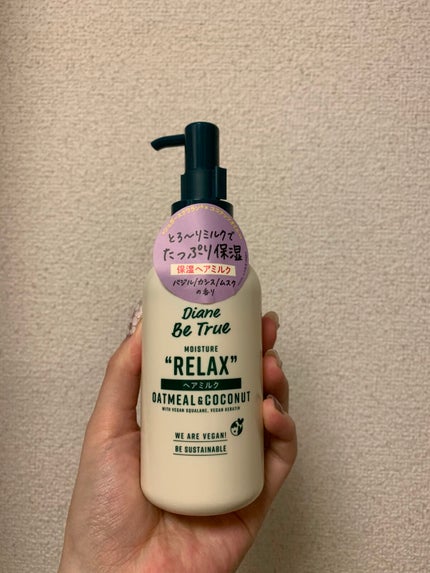 とろ〜りミルクで
たっぷり保湿
保湿ヘアミルク
バジル/カシス/ムスク
の香り
Diane
Be True
MOISTURE
“RELAX”
ヘアミルク
OATMEAL & COCONUT
WITH VEGAN SQUALANE, VEGAN KERATIN
WE ARE VEGAN!
BE SUSTAINABLE